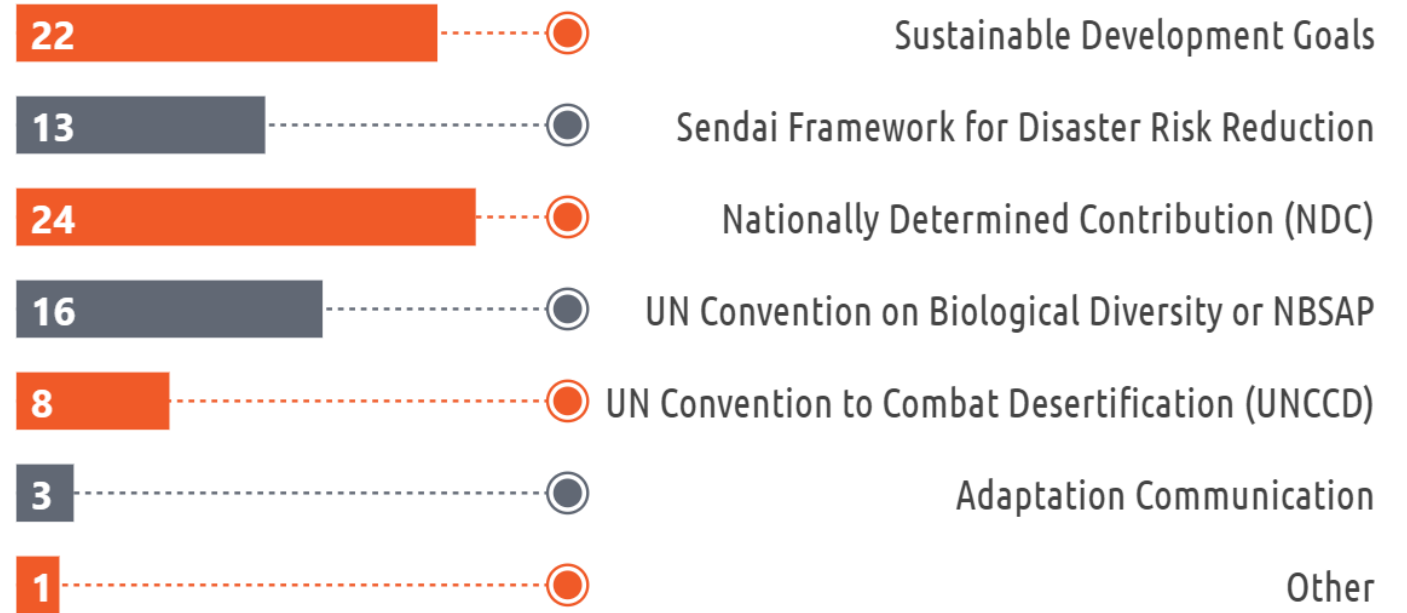 22 Sustainable Development Goals
13 Sendai Framework for Disaster Risk Reduction
24 Nationally Determined Contribution (NDC)
16 UN Convention on Biological Diversity or NBSAP
8 UN Convention to Combat Desertification (UNCCD)
3 Adaptation Communication
1 Other